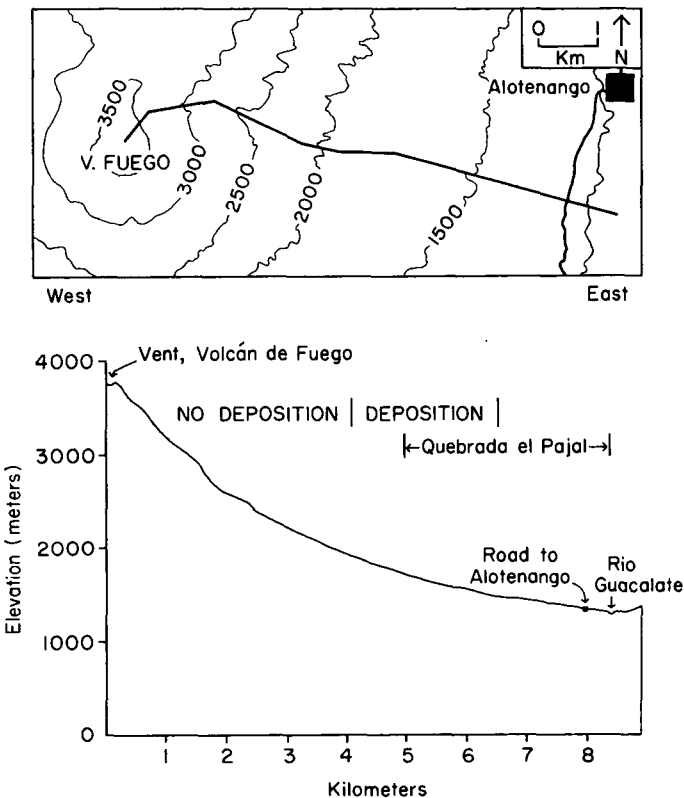 0 1
Km N
Alotenango
3500
V. FUEGO
3000
2500
2000
1500
West East
4000
Vent, Volcán de Fuego
NO DEPOSITION DEPOSITION
Quebrada el Pajal
3000
2000
Road to
Alotenango
Rio
Guacalate
1000
0
Elevation (meters)
1 2 3 4 5 6 7 8
Kilometers